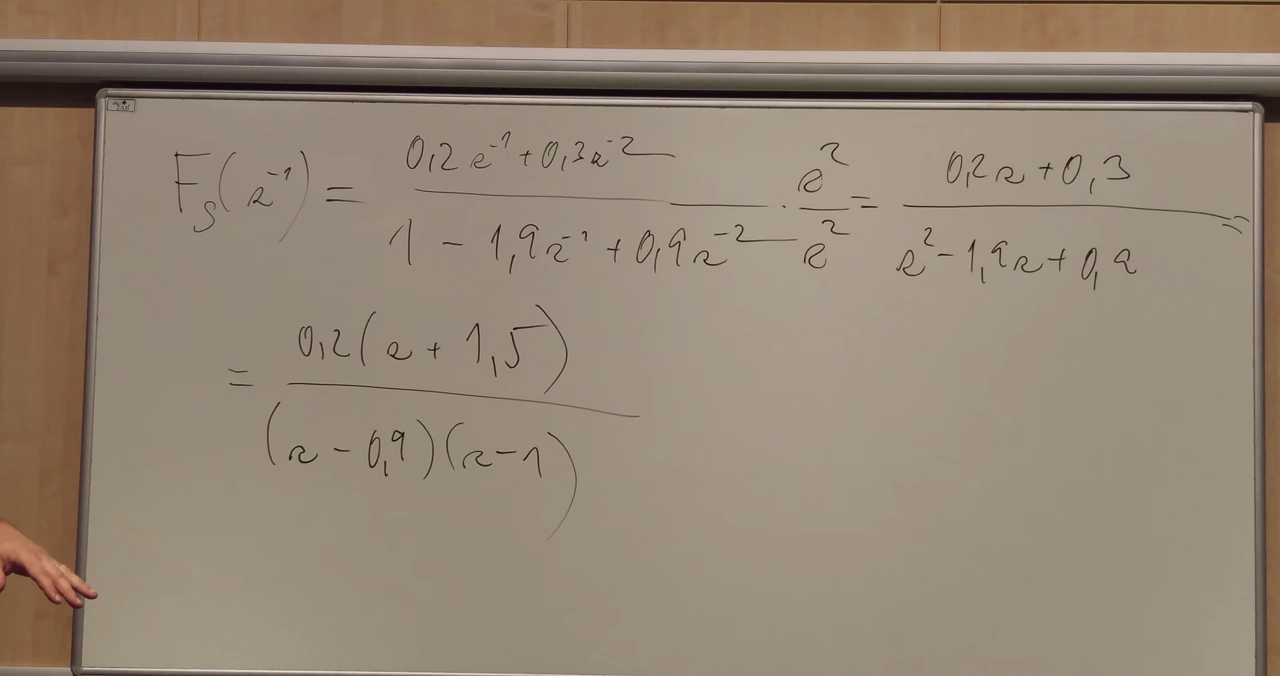 F_S(z^-1) = (0,2z^-1 + 0,3z^-2) / (1 - 1,9z^-1 + 0,9z^-2) · z^2/z^2 = (0,2z + 0,3) / (z^2 - 1,9z + 0,9) =
= 0,2(z + 1,5) / (z - 0,9)(z - 1)